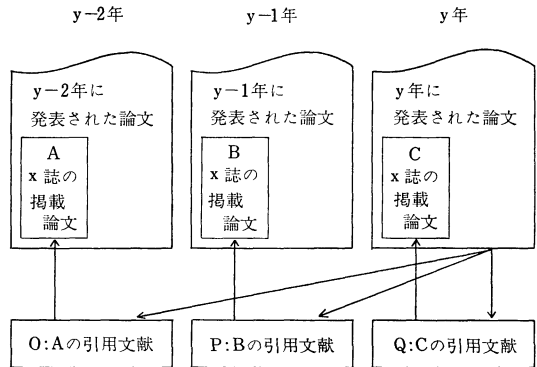 y−2年
y−1年
y年
y−2年に
発表された論文
A
x誌の
掲載
論文
y−1年に
発表された論文
B
x誌の
掲載
論文
y年に
発表された論文
C
x誌の
掲載
論文
O:Aの引用文献
P:Bの引用文献
Q:Cの引用文献